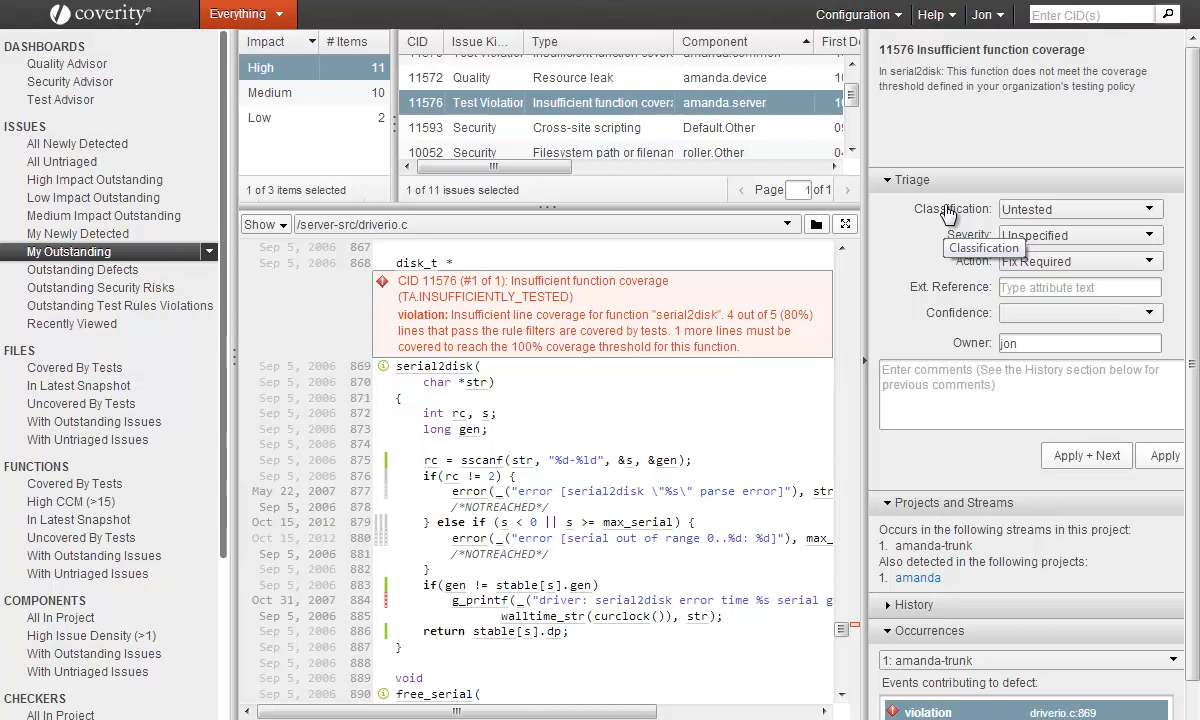 coverity
Everything
Configuration
Help
Jon
Enter CID(s)
DASHBOARDS
Quality Advisor
Security Advisor
Test Advisor
ISSUES
All Newly Detected
All Untriaged
High Impact Outstanding
Low Impact Outstanding
Medium Impact Outstanding
My Newly Detected
My Outstanding
Outstanding Defects
Outstanding Security Risks
Outstanding Test Rules Violations
Recently Viewed
FILES
Covered By Tests
In Latest Snapshot
Uncovered By Tests
With Outstanding Issues
With Untriaged Issues
FUNCTIONS
Covered By Tests
High CCM (>15)
In Latest Snapshot
Uncovered By Tests
With Outstanding Issues
With Untriaged Issues
COMPONENTS
All In Project
High Issue Density (>1)
With Outstanding Issues
With Untriaged Issues
CHECKERS
All In Project
Impact # Items
High 11
Medium 10
Low 2
1 of 3 items selected
CID Issue Ki... Type Component First De
11572 Quality Resource leak amanda.device 10
11576 Test Violation Insufficient function covera amanda.server 10
11593 Security Cross-site scripting Default.Other 09
10052 Security Filesystem path or filenan roller.Other 04
1 of 11 issues selected
Page 1 of 1
Show /server-src/driverio.c
Sep 5, 2006 867
Sep 5, 2006 868 disk_t *
CID 11576 (#1 of 1): Insufficient function coverage
(TA.INSUFFICIENTLY_TESTED)
violation: Insufficient line coverage for function "serial2disk". 4 out of 5 (80%)
lines that pass the rule filters are covered by tests. 1 more lines must be
covered to reach the 100% coverage threshold for this function.
Sep 5, 2006 869 serial2disk(
Sep 5, 2006 870 char *str)
Sep 5, 2006 871 {
Sep 5, 2006 872 int rc, s;
Sep 5, 2006 873 long gen;
Sep 5, 2006 874
Sep 5, 2006 875 rc = sscanf(str, "%d-%ld", &s, &gen);
Sep 5, 2006 876 if(rc != 2) {
May 22, 2007 877 error(_("error [serial2disk \"%s\" parse error]"), str
Sep 5, 2006 878 /*NOTREACHED*/
Oct 15, 2012 879 } else if (s < 0 || s >= max_serial) {
Oct 15, 2012 880 error(_("error [serial out of range 0..%d: %d]"), max_
Sep 5, 2006 881 /*NOTREACHED*/
Sep 5, 2006 882 }
Sep 5, 2006 883 if(gen != stable[s].gen)
Oct 31, 2007 884 g_printf(_("driver: serial2disk error time %s serial g
Sep 5, 2006 885 walltime_str(curclock()), str);
Sep 5, 2006 886 return stable[s].dp;
Sep 5, 2006 887 }
Sep 5, 2006 888
Sep 5, 2006 889 void
Sep 5, 2006 890 free_serial(
11576 Insufficient function coverage
In serial2disk: This function does not meet the coverage
threshold defined in your organization's testing policy
Triage
Classification: Untested
Severity: Unspecified
Classification
Action: Fix Required
Ext. Reference: Type attribute text
Confidence:
Owner: jon
Enter comments (See the History section below for
previous comments)
Apply + Next Apply
Projects and Streams
Occurs in the following streams in this project:
1. amanda-trunk
Also detected in the following projects:
1. amanda
History
Occurrences
1: amanda-trunk
Events contributing to defect:
violation driverio.c:869